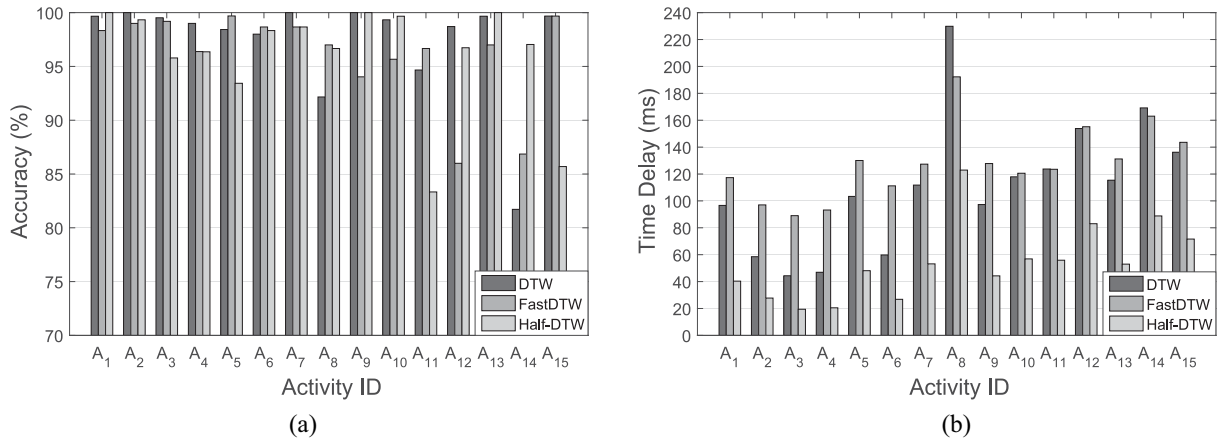 100
95
90
85
80
75
70
Accuracy (%)
DTW
FastDTW
Half-DTW
A1 A2 A3 A4 A5 A6 A7 A8 A9 A10 A11 A12 A13 A14 A15
Activity ID
(a)
240
220
200
180
160
140
120
100
80
60
40
20
0
Time Delay (ms)
DTW
FastDTW
Half-DTW
A1 A2 A3 A4 A5 A6 A7 A8 A9 A10 A11 A12 A13 A14 A15
Activity ID
(b)